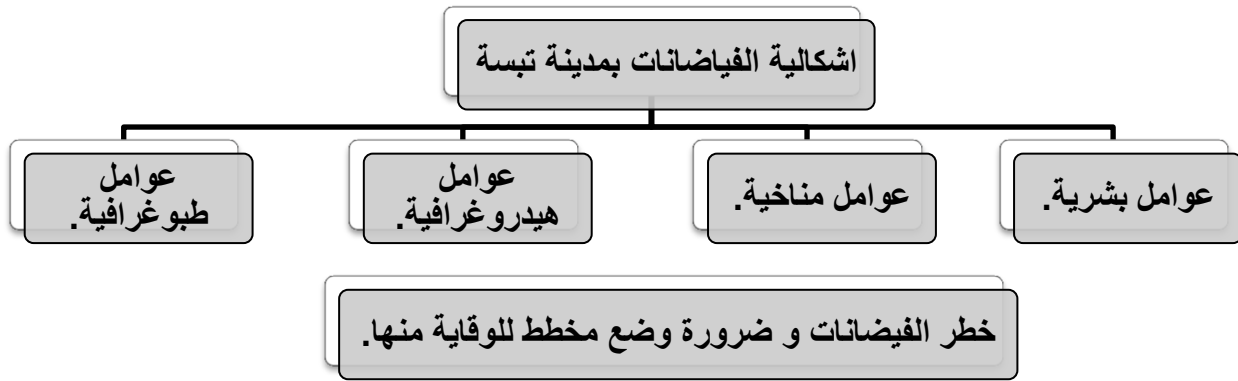 اشكالية الفياضانات بمدينة تبسة
عوامل بشرية.
عوامل مناخية.
عوامل
هيدروغرافية.
عوامل
طبوغرافية.
خطر الفيضانات و ضرورة وضع مخطط للوقاية منها.